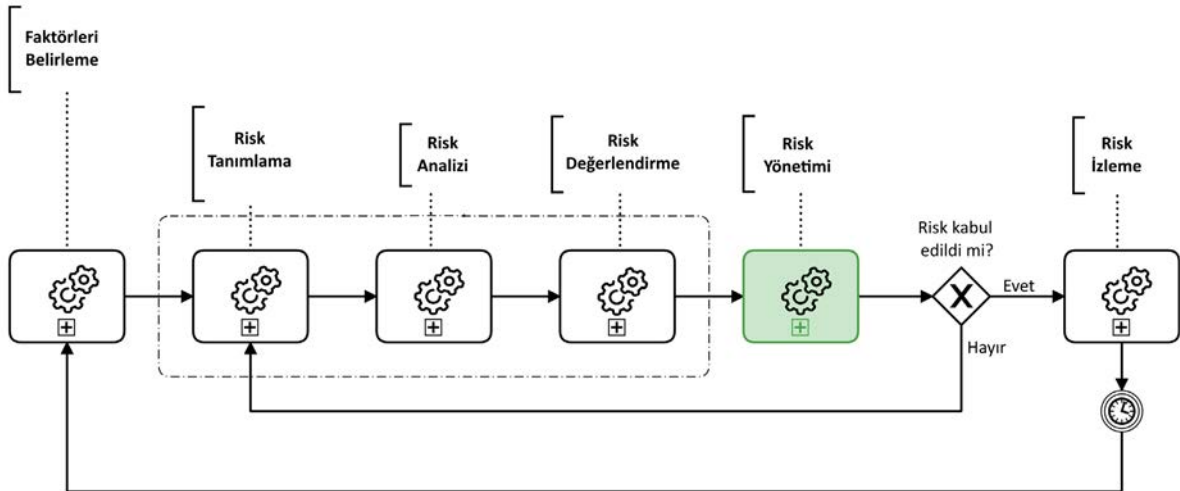 Faktörleri
Belirleme
Risk
Tanımlama
Risk
Analizi
Risk
Değerlendirme
Risk
Yönetimi
Risk
İzleme
Risk kabul
edildi mi?
Evet
Hayır